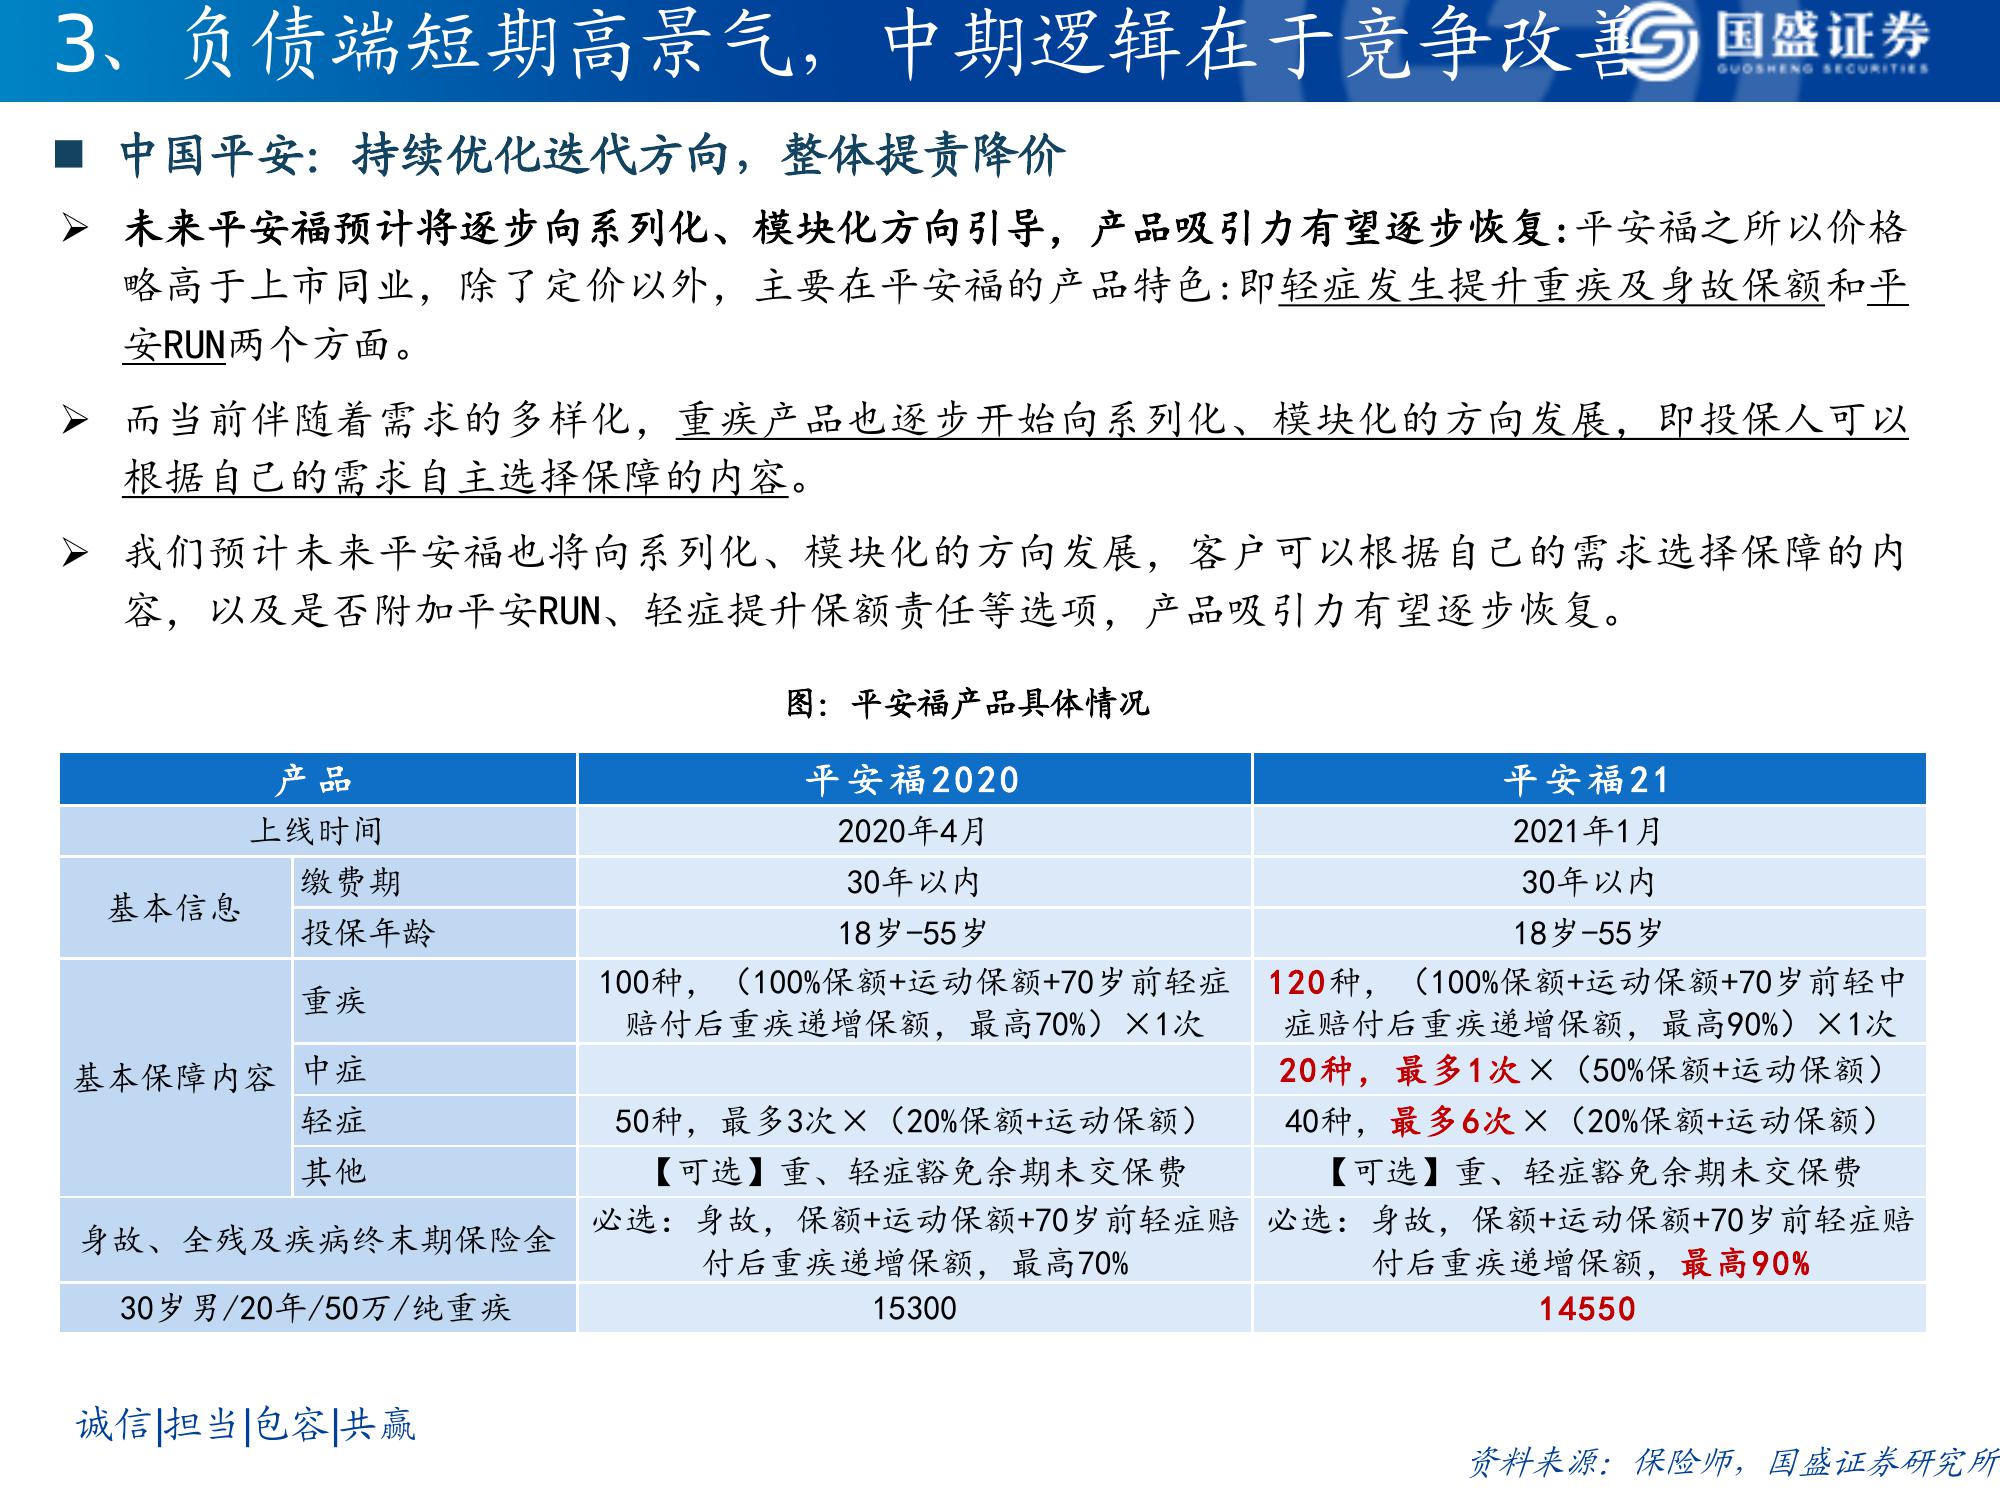 3、负债端短期高景气，中期逻辑在于竞争改善
国盛证券
GUOSHENG SECURITIES
■ 中国平安：持续优化迭代方向，整体提责降价
➢ 未来平安福预计将逐步向系列化、模块化方向引导，产品吸引力有望逐步恢复:平安福之所以价格
略高于上市同业，除了定价以外，主要在平安福的产品特色:即轻症发生提升重疾及身故保额和平
安RUN两个方面。
➢ 而当前伴随着需求的多样化，重疾产品也逐步开始向系列化、模块化的方向发展，即投保人可以
根据自己的需求自主选择保障的内容。
➢ 我们预计未来平安福也将向系列化、模块化的方向发展，客户可以根据自己的需求选择保障的内
容，以及是否附加平安RUN、轻症提升保额责任等选项，产品吸引力有望逐步恢复。
图：平安福产品具体情况
产品 平安福2020 平安福21
上线时间 2020年4月 2021年1月
基本信息 缴费期 30年以内 30年以内
投保年龄 18岁-55岁 18岁-55岁
基本保障内容 重疾 100种，（100%保额+运动保额+70岁前轻症
赔付后重疾递增保额，最高70%）×1次
120种，（100%保额+运动保额+70岁前轻中
症赔付后重疾递增保额，最高90%）×1次
中症 20种，最多1次×（50%保额+运动保额）
轻症 50种，最多3次×（20%保额+运动保额） 40种，最多6次×（20%保额+运动保额）
其他 【可选】重、轻症豁免余期未交保费 【可选】重、轻症豁免余期未交保费
身故、全残及疾病终末期保险金 必选：身故，保额+运动保额+70岁前轻症赔
付后重疾递增保额，最高70%
必选：身故，保额+运动保额+70岁前轻症赔
付后重疾递增保额，最高90%
30岁男/20年/50万/纯重疾 15300 14550
诚信|担当|包容|共赢
资料来源：保险师，国盛证券研究所